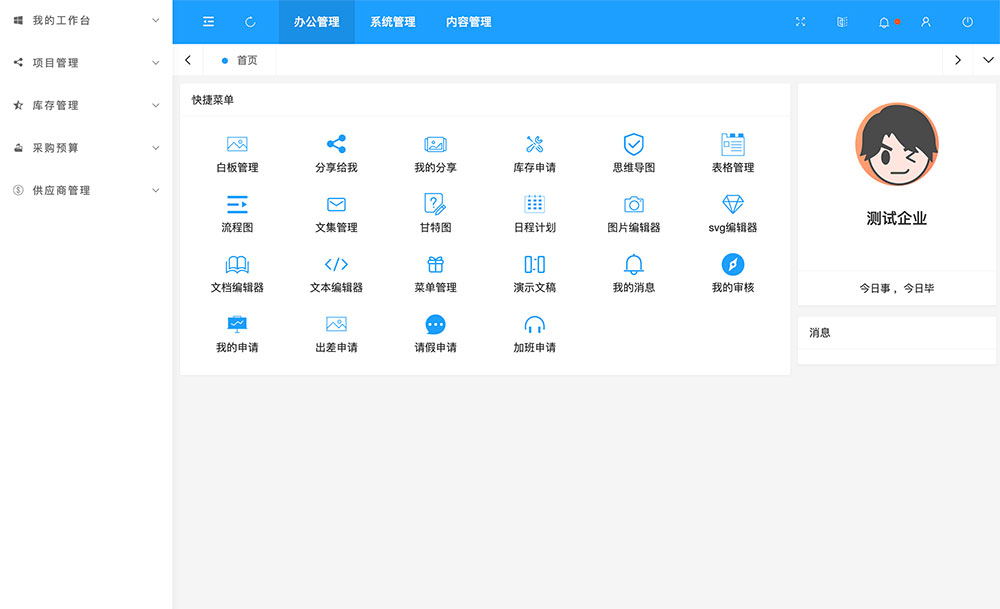 我的工作台
项目管理
库存管理
采购预算
供应商管理
办公管理 系统管理 内容管理
首页
快捷菜单
白板管理 分享给我 我的分享 库存申请 思维导图 表格管理
流程图 文集管理 甘特图 日程计划 图片编辑器 svg编辑器
文档编辑器 文本编辑器 菜单管理 演示文稿 我的消息 我的审核
我的申请 出差申请 请假申请 加班申请
测试企业
今日事 ，今日毕
消息